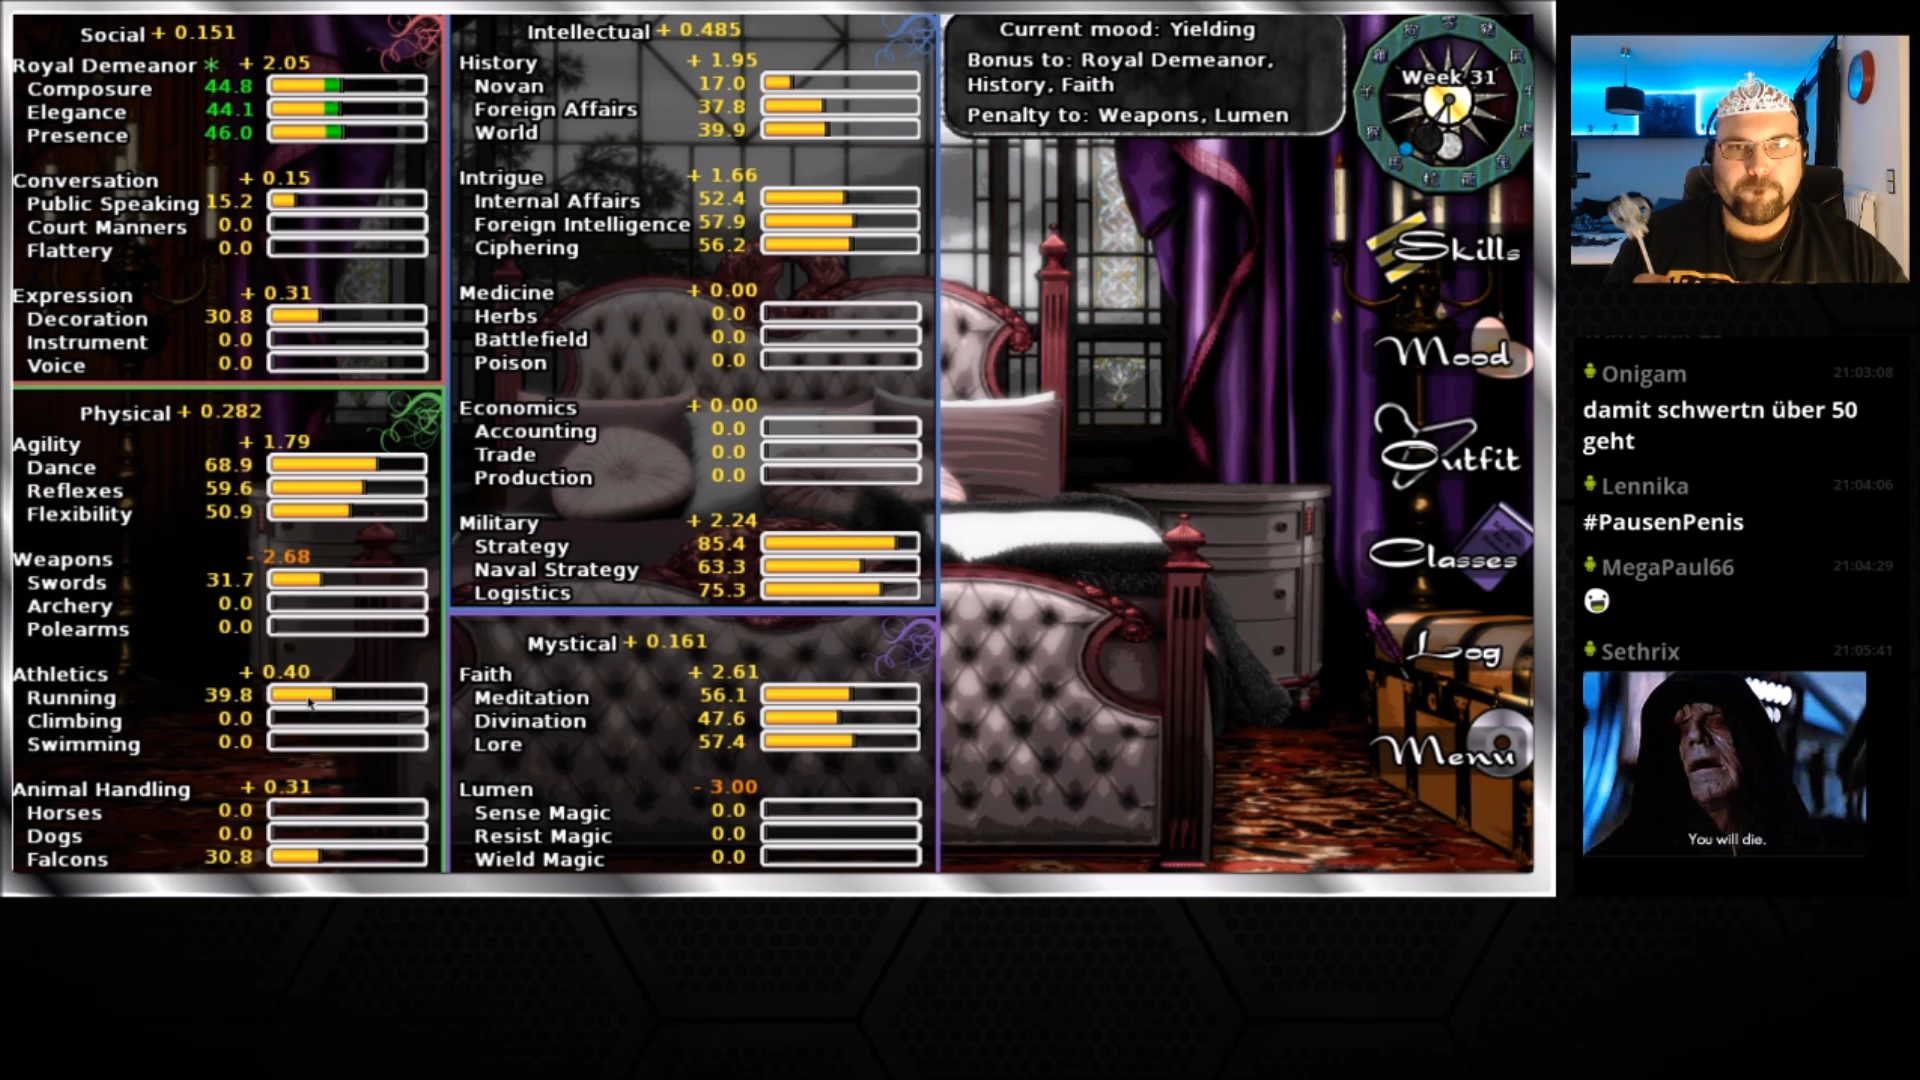 Social + 0.151
Royal Demeanor * + 2.05
Composure 44.8
Elegance 44.1
Presence 46.0
Conversation + 0.15
Public Speaking 15.2
Court Manners 0.0
Flattery 0.0
Expression + 0.31
Decoration 30.8
Instrument 0.0
Voice 0.0
Physical + 0.282
Agility + 1.79
Dance 68.9
Reflexes 59.6
Flexibility 50.9
Weapons - 2.68
Swords 31.7
Archery 0.0
Polearms 0.0
Athletics + 0.40
Running 39.8
Climbing 0.0
Swimming 0.0
Animal Handling + 0.31
Horses 0.0
Dogs 0.0
Falcons 30.8
Intellectual + 0.485
History + 1.95
Novan 17.0
Foreign Affairs 37.8
World 39.9
Intrigue + 1.66
Internal Affairs 52.4
Foreign Intelligence 57.9
Ciphering 56.2
Medicine + 0.00
Herbs 0.0
Battlefield 0.0
Poison 0.0
Economics + 0.00
Accounting 0.0
Trade 0.0
Production 0.0
Military + 2.24
Strategy 85.4
Naval Strategy 63.3
Logistics 75.3
Mystical + 0.161
Faith + 2.61
Meditation 56.1
Divination 47.6
Lore 57.4
Lumen - 3.00
Sense Magic 0.0
Resist Magic 0.0
Wield Magic 0.0
Current mood: Yielding
Bonus to: Royal Demeanor,
History, Faith
Penalty to: Weapons, Lumen
Week 31
Skills
Mood
Outfit
Classes
Log
Menu
Onigam 21:03:08
damit schwertn über 50
geht
Lennika 21:04:06
#PausenPenis
MegaPaul66 21:04:29
Sethrix 21:05:41
You will die.